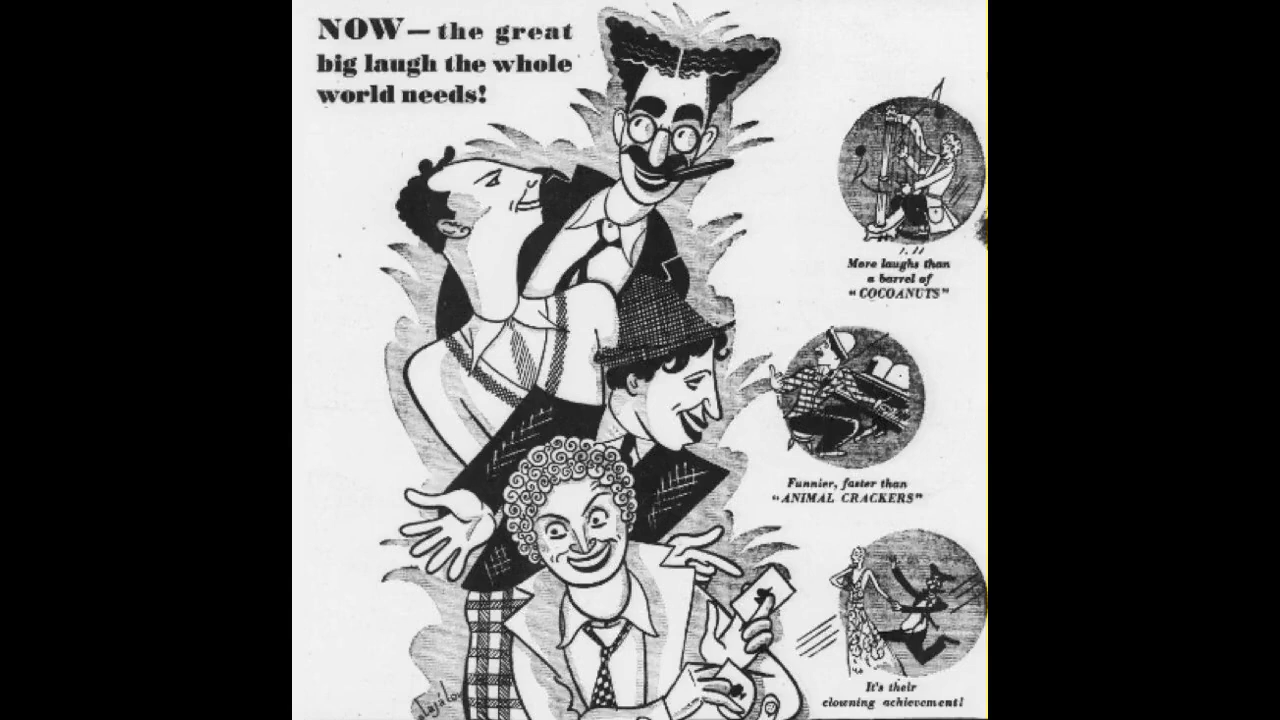 NOW—the great
big laugh the whole
world needs!
More laughs than
a barrel of
"COCOANUTS"
Funnier, faster than
"ANIMAL CRACKERS"
It's their
clowning achievement!